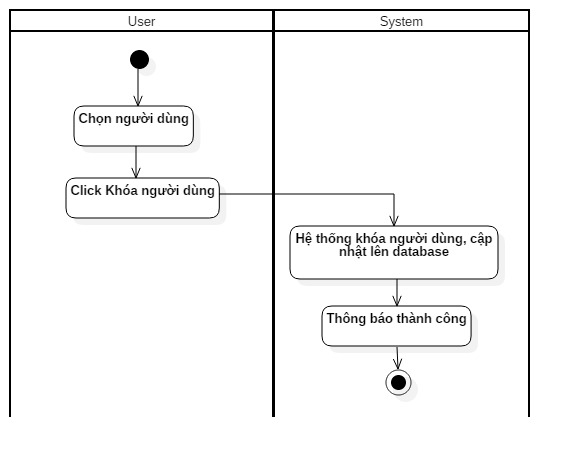 User
System
Chọn người dùng
Click Khóa người dùng
Hệ thống khóa người dùng, cập
nhật lên database
Thông báo thành công